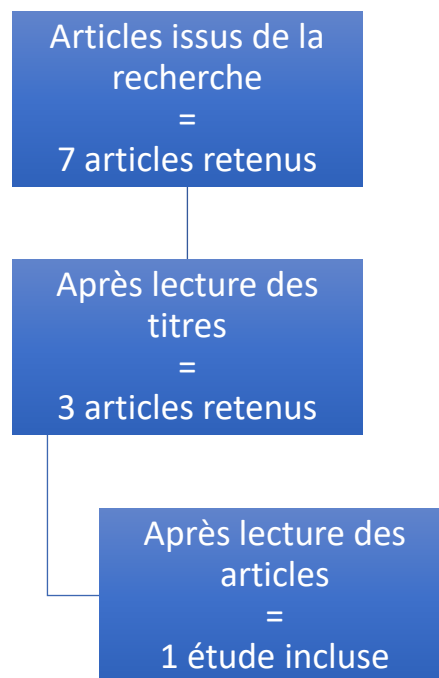 Articles issus de la
recherche
=
7 articles retenus
Après lecture des
titres
=
3 articles retenus
Après lecture des
articles
=
1 étude incluse